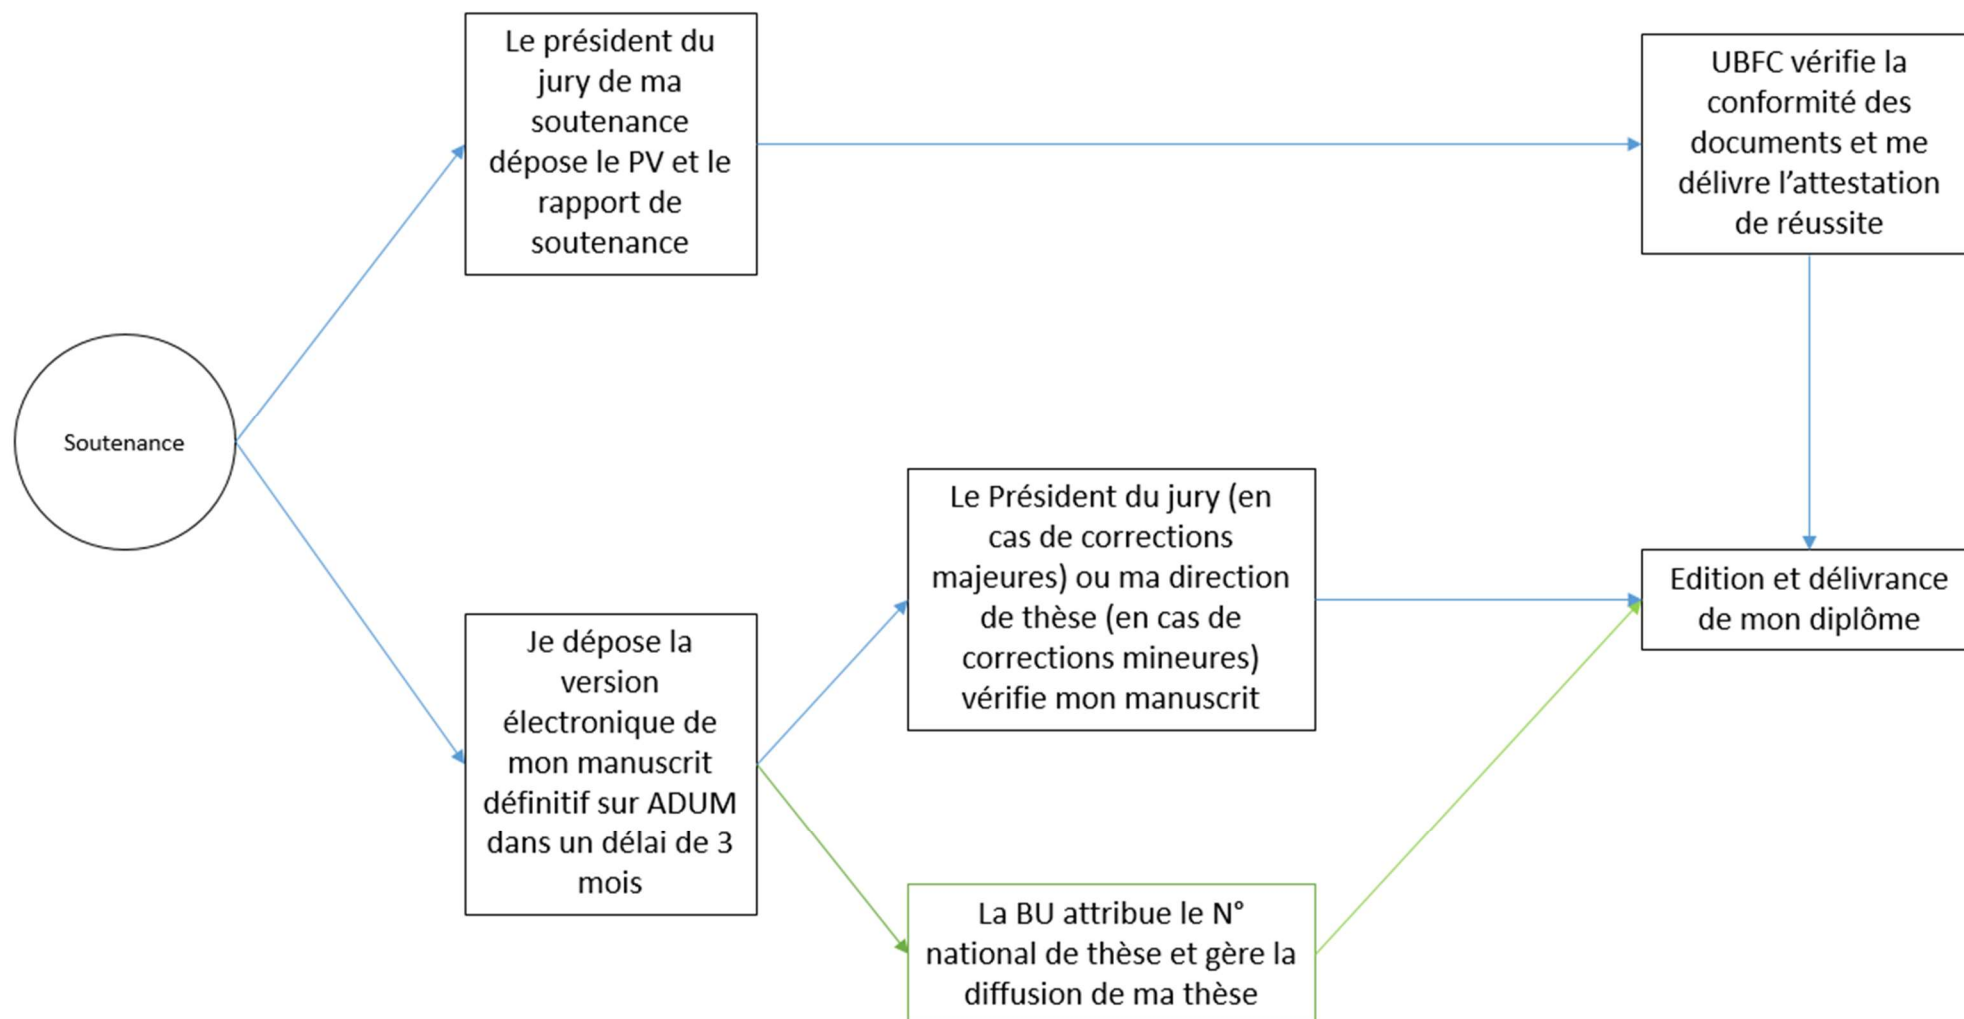 Le président du
jury de ma
soutenance
dépose le PV et le
rapport de
soutenance
UBFC vérifie la
conformité des
documents et me
délivre l’attestation
de réussite
Soutenance
Le Président du jury (en
cas de corrections
majeures) ou ma direction
de thèse (en cas de
corrections mineures)
vérifie mon manuscrit
Edition et délivrance
de mon diplôme
Je dépose la
version
électronique de
mon manuscrit
définitif sur ADUM
dans un délai de 3
mois
La BU attribue le N°
national de thèse et gère la
diffusion de ma thèse